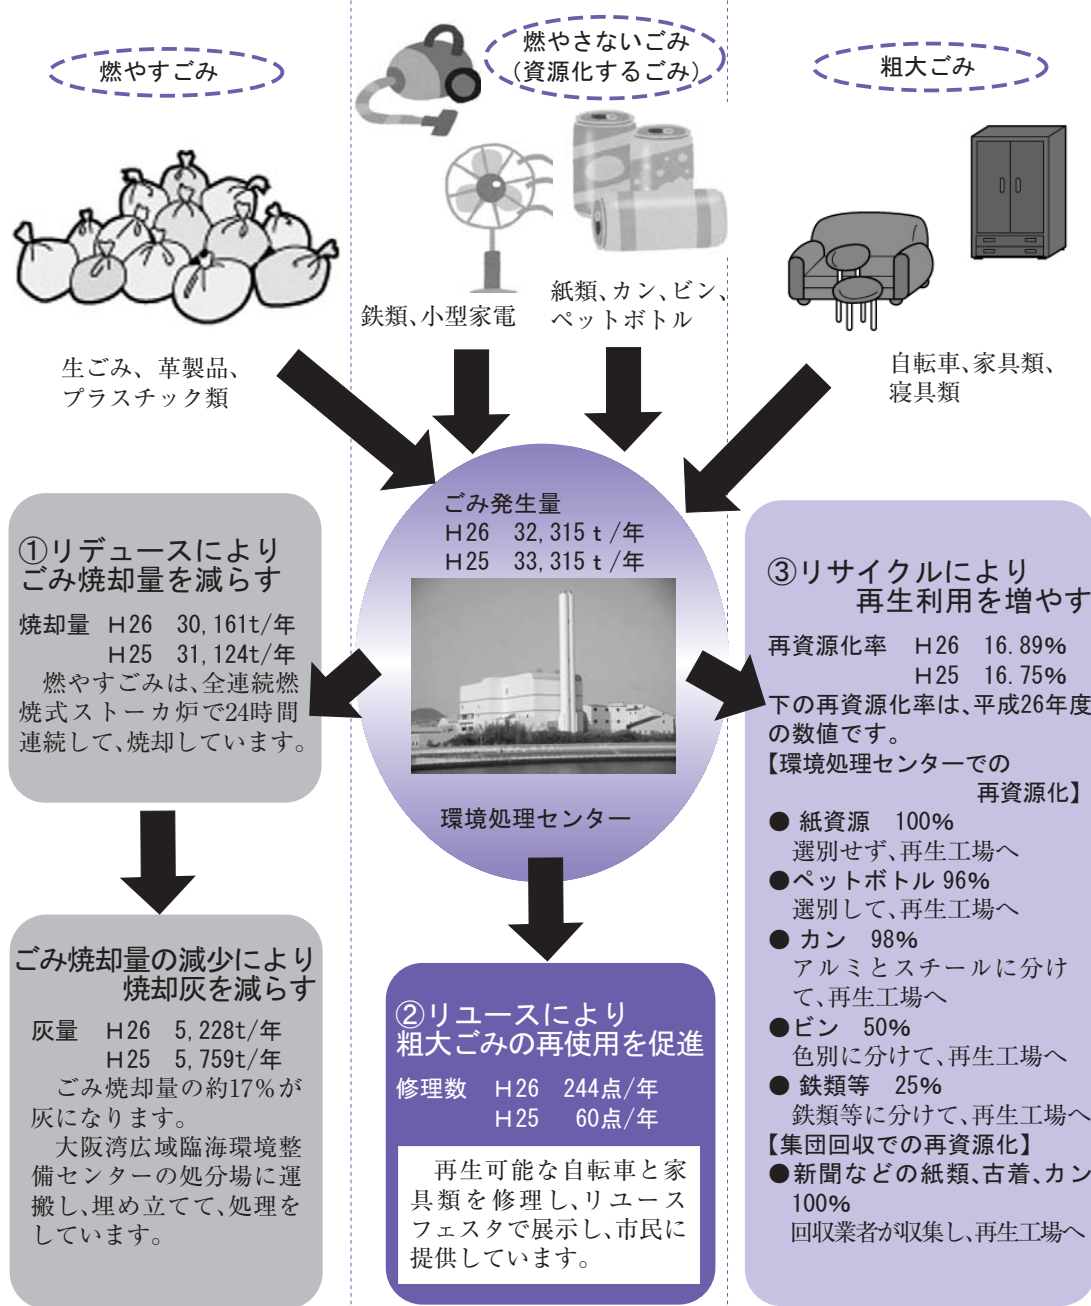 燃やすごみ
燃やさないごみ
(資源化するごみ)
粗大ごみ
生ごみ、革製品、
プラスチック類
鉄類、小型家電
紙類、カン、ビン、
ペットボトル
自転車、家具類、
寝具類
ごみ発生量
H26 32,315 t /年
H25 33,315 t /年
環境処理センター
①リデュースにより
ごみ焼却量を減らす
焼却量 H26 30,161t/年
H25 31,124t/年
燃やすごみは、全連続燃
焼式ストーカ炉で24時間
連続して、焼却しています。
ごみ焼却量の減少により
焼却灰を減らす
灰量 H26 5,228t/年
H25 5,759t/年
ごみ焼却量の約17%が
灰になります。
大阪湾広域臨海環境整
備センターの処分場に運
搬し、埋め立てて、処理を
しています。
②リユースにより
粗大ごみの再使用を促進
修理数 H26 244点/年
H25 60点/年
再生可能な自転車と家
具類を修理し、リユース
フェスタで展示し、市民に
提供しています。
③リサイクルにより
再生利用を増やす
再資源化率 H26 16.89%
H25 16.75%
下の再資源化率は、平成26年度
の数値です。
【環境処理センターでの
再資源化】
● 紙資源 100%
選別せず、再生工場へ
●ペットボトル 96%
選別して、再生工場へ
● カン 98%
アルミとスチールに分け
て、再生工場へ
●ビン 50%
色別に分けて、再生工場へ
● 鉄類等 25%
鉄類等に分けて、再生工場へ
【集団回収での再資源化】
●新聞などの紙類、古着、カン
100%
回収業者が収集し、再生工場へ